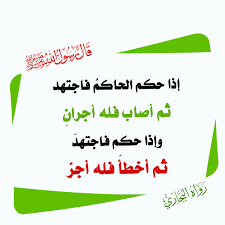 قال رسول الله ﷺ
إذا حكم الحاكمُ فاجتهد
ثم أصاب فله أجرانِ
وإذا حكم فاجتهدَ
ثم أخطأَ فله أجرٌ
رواه البخاري